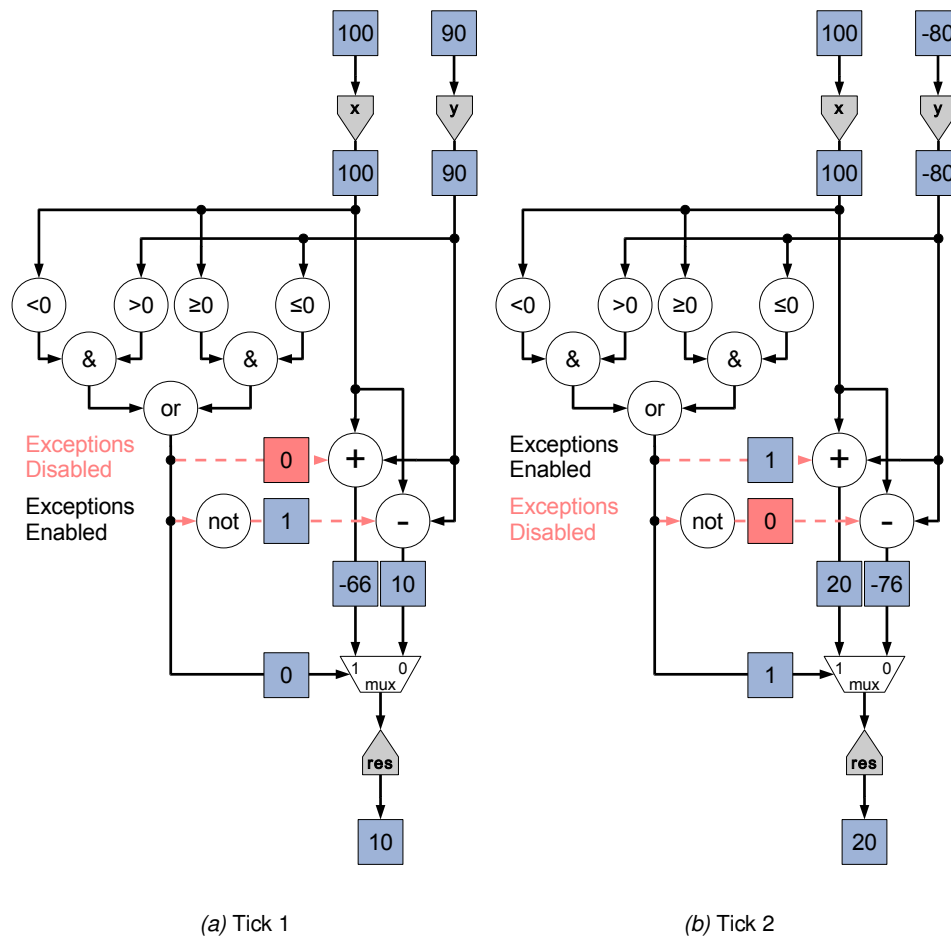 100 90
x y
100 90
<0 >0 ≥0 ≤0
& &
or
Exceptions
Disabled
0 +
Exceptions
Enabled
not 1 -
-66 10
0
1 0
mux
res
10
(a) Tick 1
100 -80
x y
100 -80
<0 >0 ≥0 ≤0
& &
or
Exceptions
Enabled
1 +
Exceptions
Disabled
not 0 -
20 -76
1
1 0
mux
res
20
(b) Tick 2